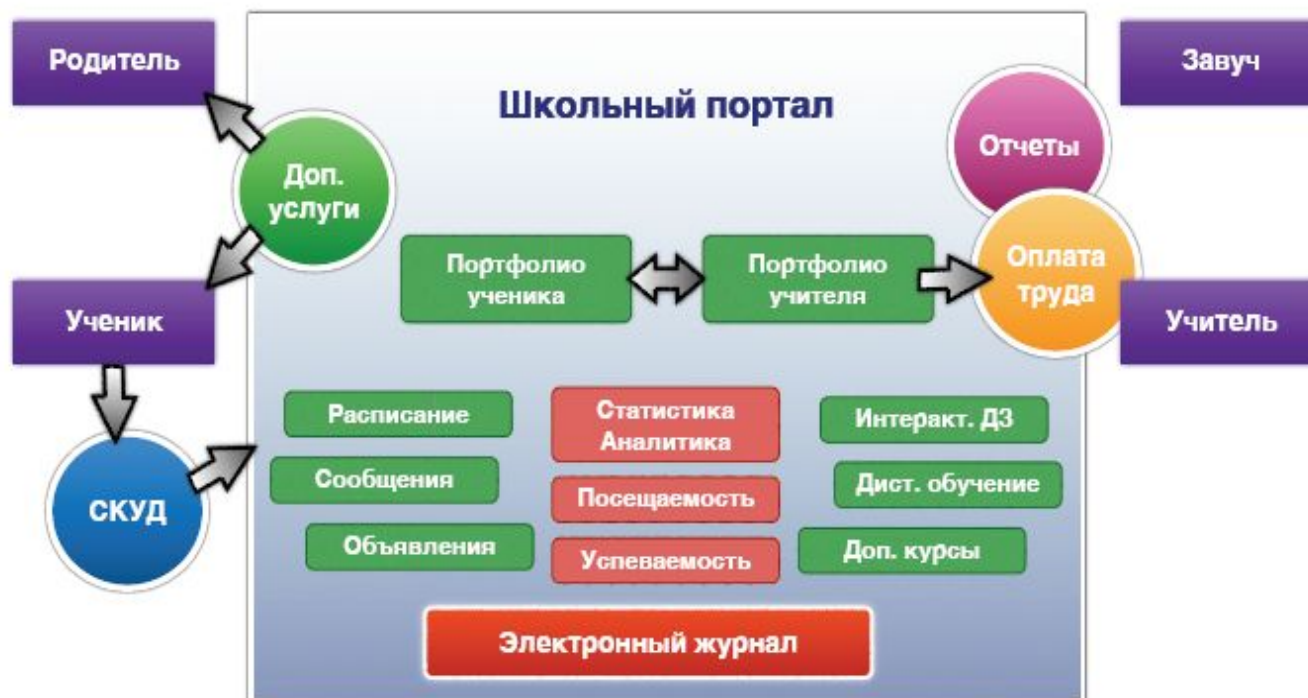 Родитель
Школьный портал
Завуч
Отчеты
Доп.
услуги
Портфолио
ученика
Портфолио
учителя
Оплата
труда
Ученик
Учитель
Расписание
Статистика
Аналитика
Интеракт. ДЗ
Сообщения
Посещаемость
Дист. обучение
СКУД
Объявления
Успеваемость
Доп. курсы
Электронный журнал